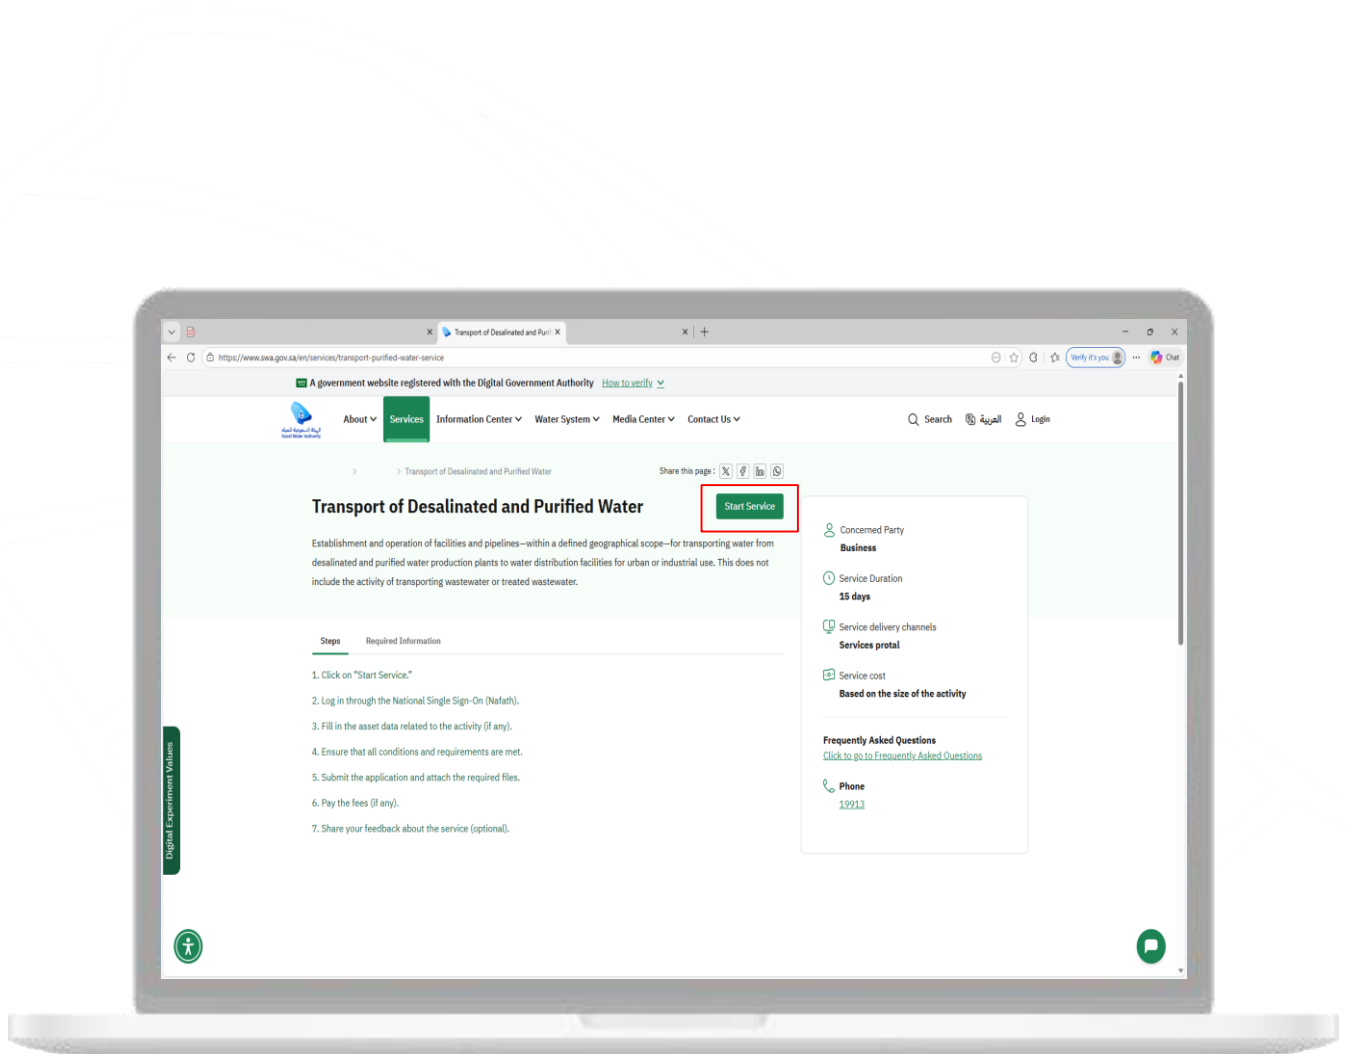 Transport of Desalinated and Purifi
https://www.swa.gov.sa/en/services/transport-purified-water-service
Verify it's you
Chat
A government website registered with the Digital Government Authority How to verify
الهيئة السعودية للمياه
Saudi Water Authority
About
Services
Information Center
Water System
Media Center
Contact Us
Search
العربية
Login
> > Transport of Desalinated and Purified Water
Share this page :
Transport of Desalinated and Purified Water
Start Service
Establishment and operation of facilities and pipelines—within a defined geographical scope—for transporting water from
desalinated and purified water production plants to water distribution facilities for urban or industrial use. This does not
include the activity of transporting wastewater or treated wastewater.
Concerned Party
Business
Service Duration
15 days
Service delivery channels
Services protal
Service cost
Based on the size of the activity
Frequently Asked Questions
Click to go to Frequently Asked Questions
Phone
19913
Steps
Required Information
1. Click on "Start Service."
2. Log in through the National Single Sign-On (Nafath).
3. Fill in the asset data related to the activity (if any).
4. Ensure that all conditions and requirements are met.
5. Submit the application and attach the required files.
6. Pay the fees (if any).
7. Share your feedback about the service (optional).
Digital Experiment Values